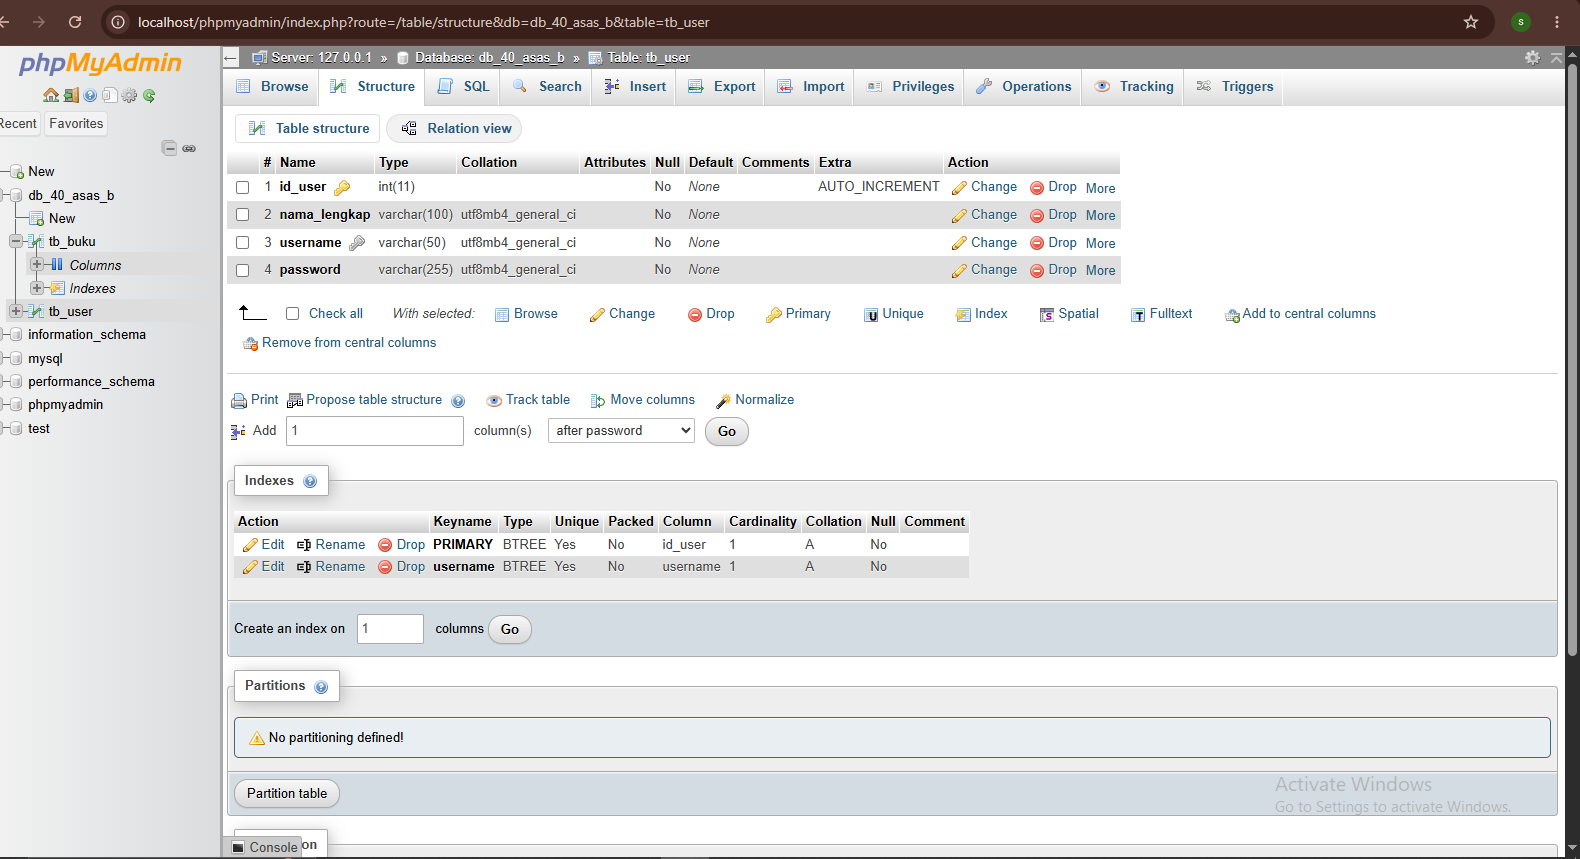 localhost/phpmyadmin/index.php?route=/table/structure&db=db_40_asas_b&table=tb_user
S
phpMyAdmin
Recent Favorites
New
db_40_asas_b
New
tb_buku
Columns
Indexes
tb_user
information_schema
mysql
performance_schema
phpmyadmin
test
Server: 127.0.0.1 » Database: db_40_asas_b » Table: tb_user
Browse Structure SQL Search Insert Export Import Privileges Operations Tracking Triggers
Table structure Relation view
# Name Type Collation Attributes Null Default Comments Extra Action
1 id_user int(11) No None AUTO_INCREMENT Change Drop More
2 nama_lengkap varchar(100) utf8mb4_general_ci No None Change Drop More
3 username varchar(50) utf8mb4_general_ci No None Change Drop More
4 password varchar(255) utf8mb4_general_ci No None Change Drop More
Check all With selected: Browse Change Drop Primary Unique Index Spatial Fulltext Add to central columns
Remove from central columns
Print Propose table structure Track table Move columns Normalize
Add 1 column(s) after password Go
Indexes
Action Keyname Type Unique Packed Column Cardinality Collation Null Comment
Edit Rename Drop PRIMARY BTREE Yes No id_user 1 A No
Edit Rename Drop username BTREE Yes No username 1 A No
Create an index on 1 columns Go
Partitions
No partitioning defined!
Partition table
Activate Windows
Go to Settings to activate Windows.
Console on